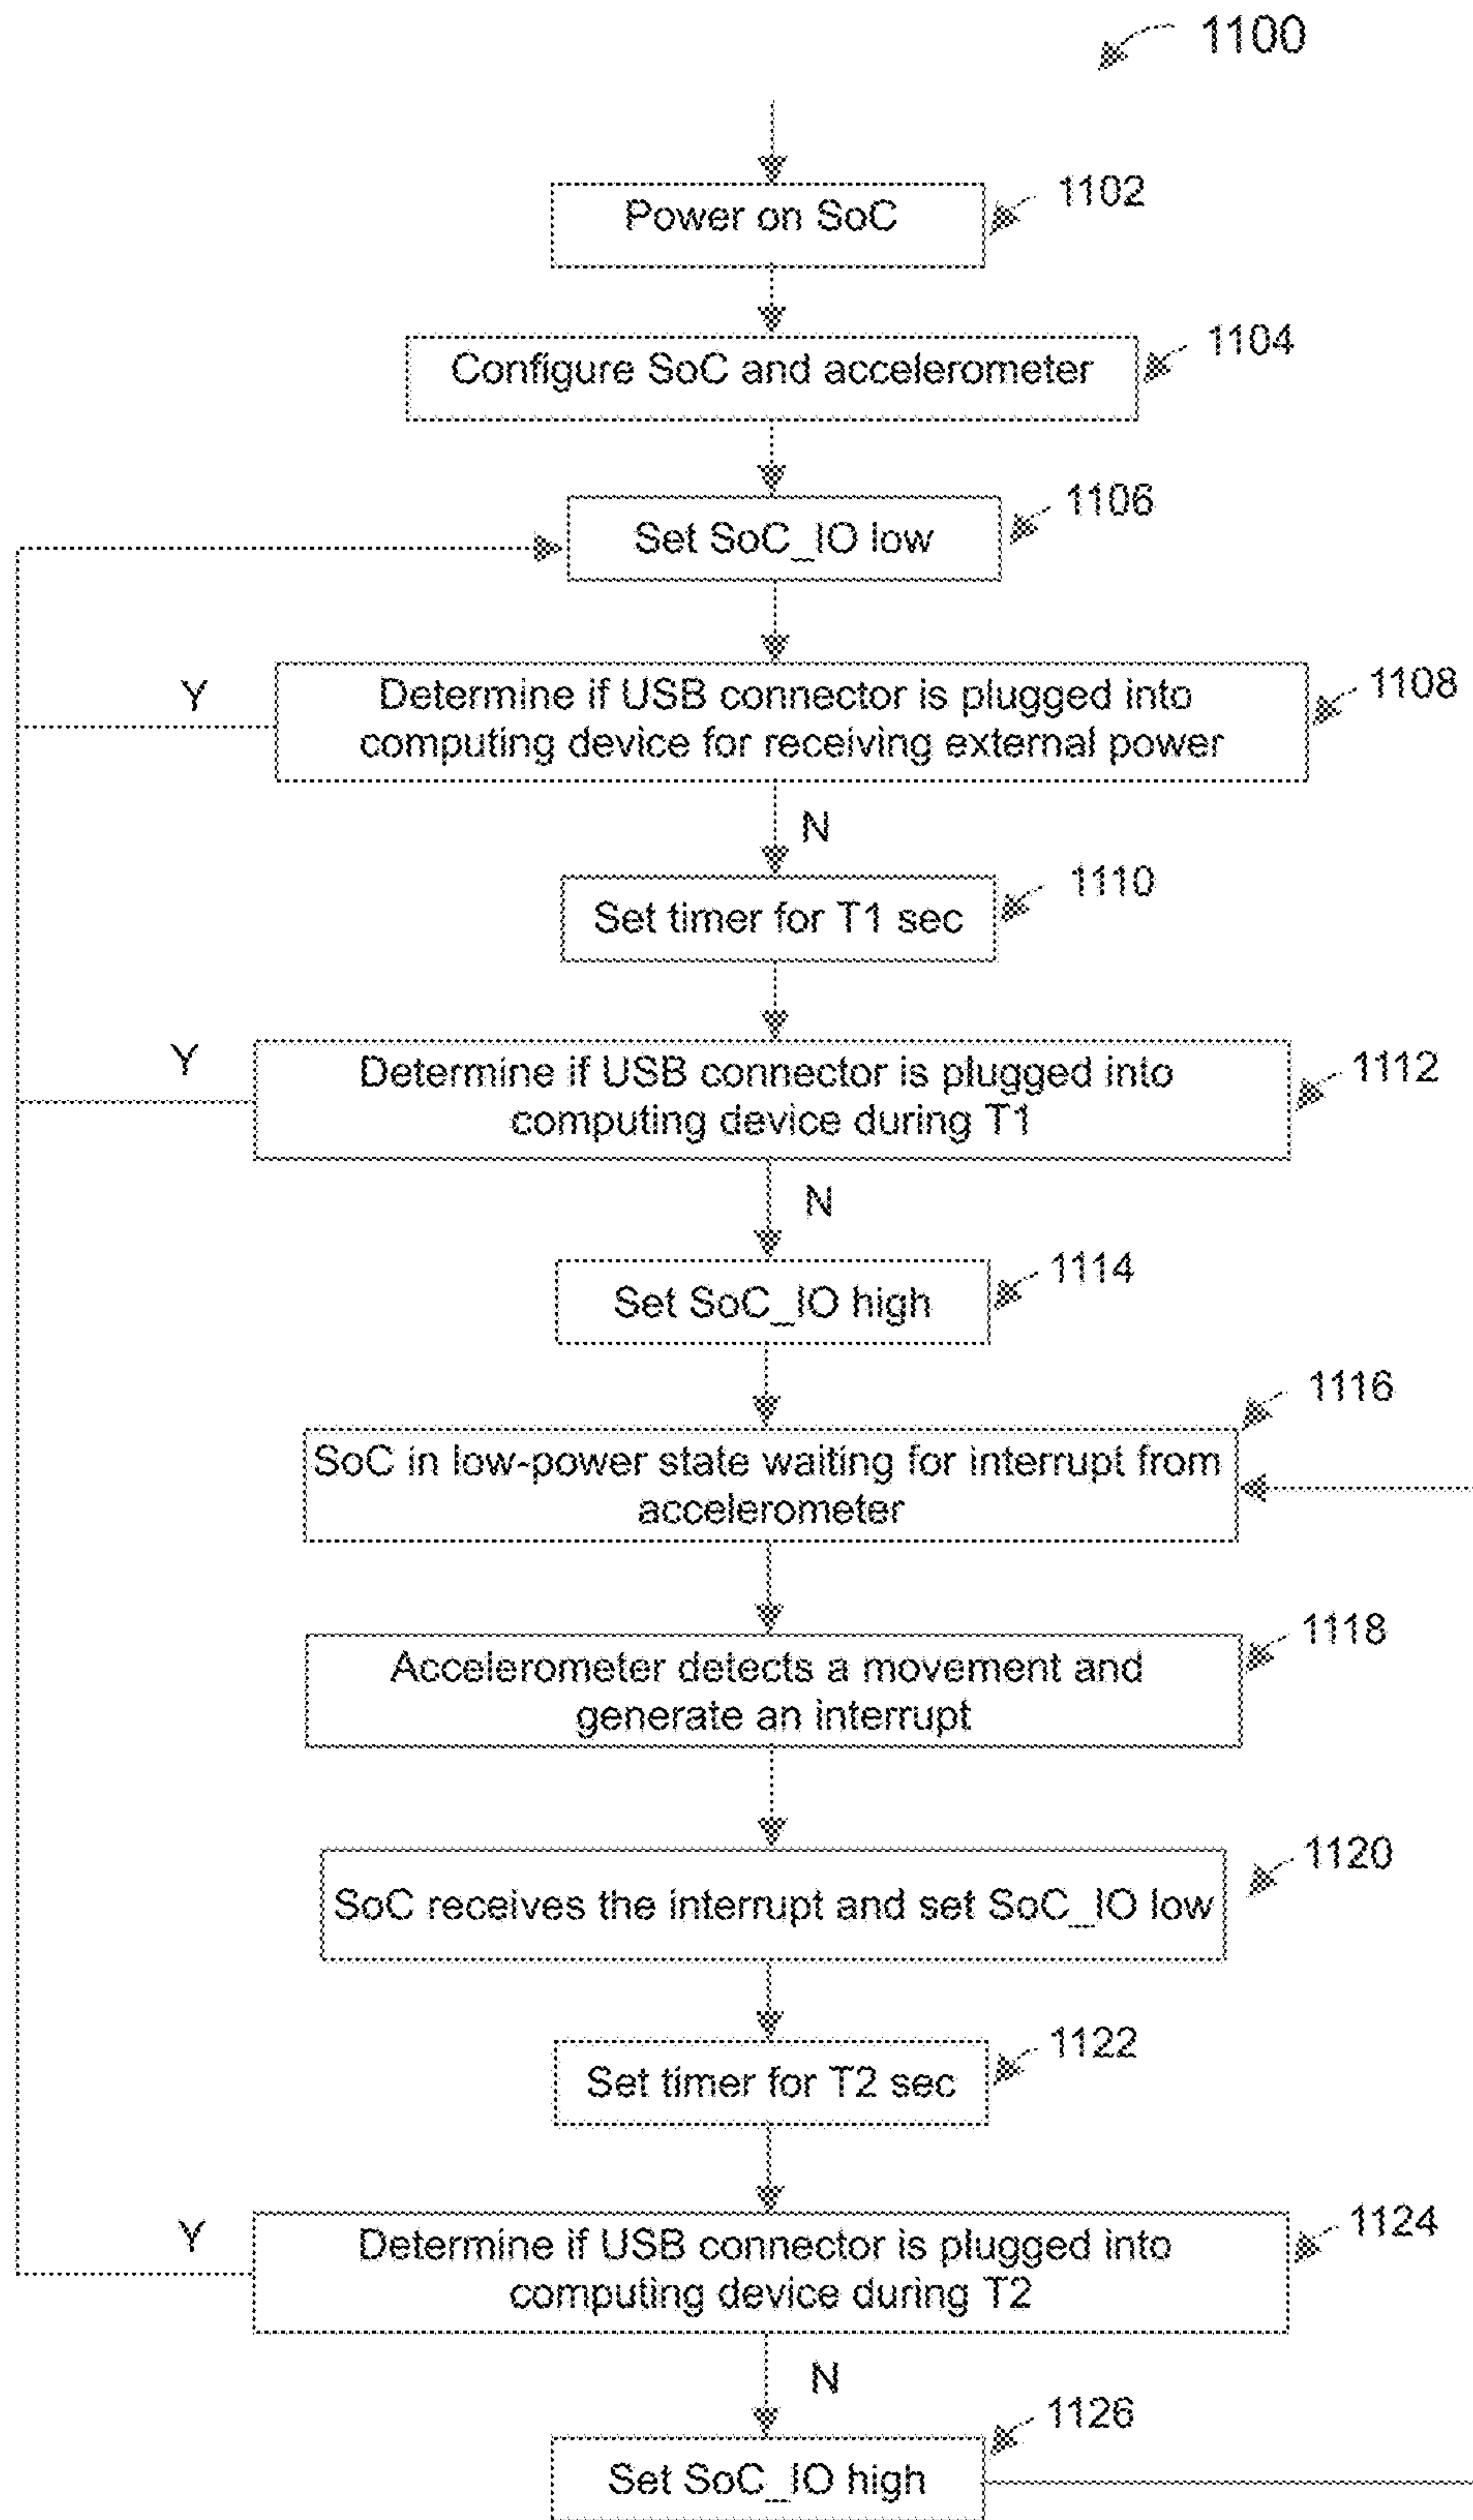 1100
Power on SoC
1102
Configure SoC and accelerometer
1104
Set SoC_IO low
1106
Y
Determine if USB connector is plugged into
computing device for receiving external power
1108
N
Set timer for T1 sec
1110
Y
Determine if USB connector is plugged into
computing device during T1
1112
N
Set SoC_IO high
1114
1116
SoC in low-power state waiting for interrupt from
accelerometer
1118
Accelerometer detects a movement and
generate an interrupt
1120
SoC receives the interrupt and set SoC_IO low
1122
Set timer for T2 sec
Y
1124
Determine if USB connector is plugged into
computing device during T2
N
1126
Set SoC_IO high